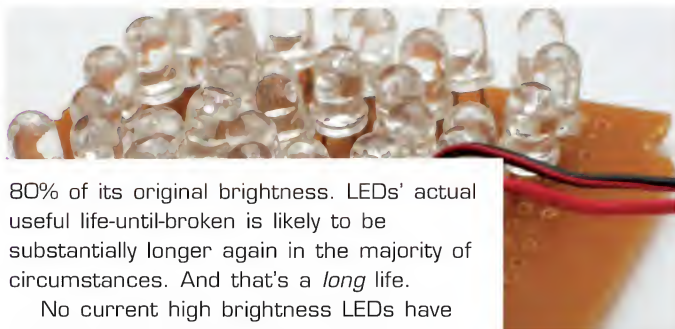 80% of its original brightness. LEDs' actual
useful life-until-broken is likely to be
substantially longer again in the majority of
circumstances. And that's a long life.
No current high brightness LEDs have